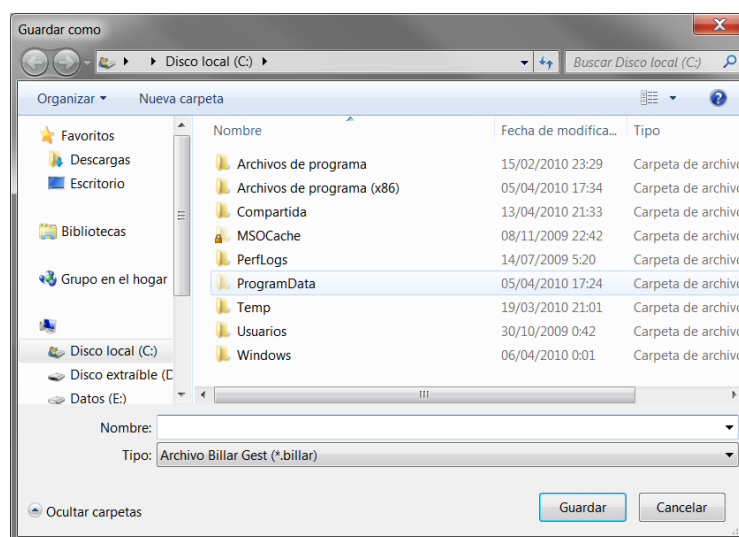 Guardar como
Disco local (C:)
Buscar Disco local (C:)
Organizar
Nueva carpeta
Favoritos
Descargas
Escritorio
Bibliotecas
Grupo en el hogar
Disco local (C:)
Disco extraíble (D
Datos (E:)
Nombre Fecha de modifica... Tipo
Archivos de programa 15/02/2010 23:29 Carpeta de archivo
Archivos de programa (x86) 05/04/2010 17:34 Carpeta de archivo
Compartida 13/04/2010 21:33 Carpeta de archivo
MSOCache 08/11/2009 22:42 Carpeta de archivo
PerfLogs 14/07/2009 5:20 Carpeta de archivo
ProgramData 05/04/2010 17:24 Carpeta de archivo
Temp 19/03/2010 21:01 Carpeta de archivo
Usuarios 30/10/2009 0:42 Carpeta de archivo
Windows 06/04/2010 0:01 Carpeta de archivo
Nombre:
Tipo: Archivo Billar Gest (*.billar)
Ocultar carpetas
Guardar
Cancelar